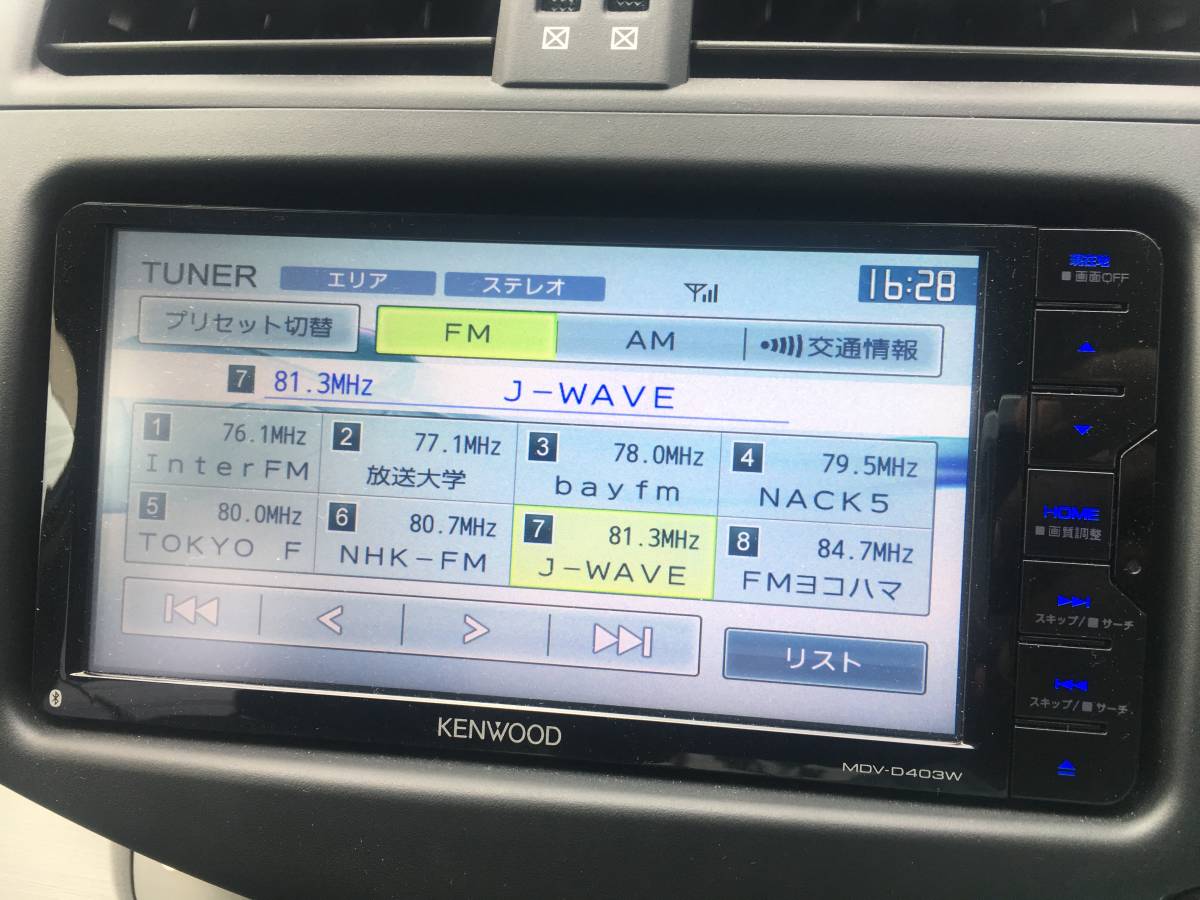 TUNER エリア ステレオ 16:28
プリセット切替 FM AM 交通情報
7 81.3MHz J-WAVE
1 76.1MHz 2 77.1MHz 3 78.0MHz 4 79.5MHz
InterFM 放送大学 bayfm NACK5
5 80.0MHz 6 80.7MHz 7 81.3MHz 8 84.7MHz
TOKYO F NHK-FM J-WAVE FMヨコハマ
リスト
KENWOOD
MDV-D403W
現在地
■画面OFF
HOME
■画質調整
スキップ/■サーチ
スキップ/■サーチ